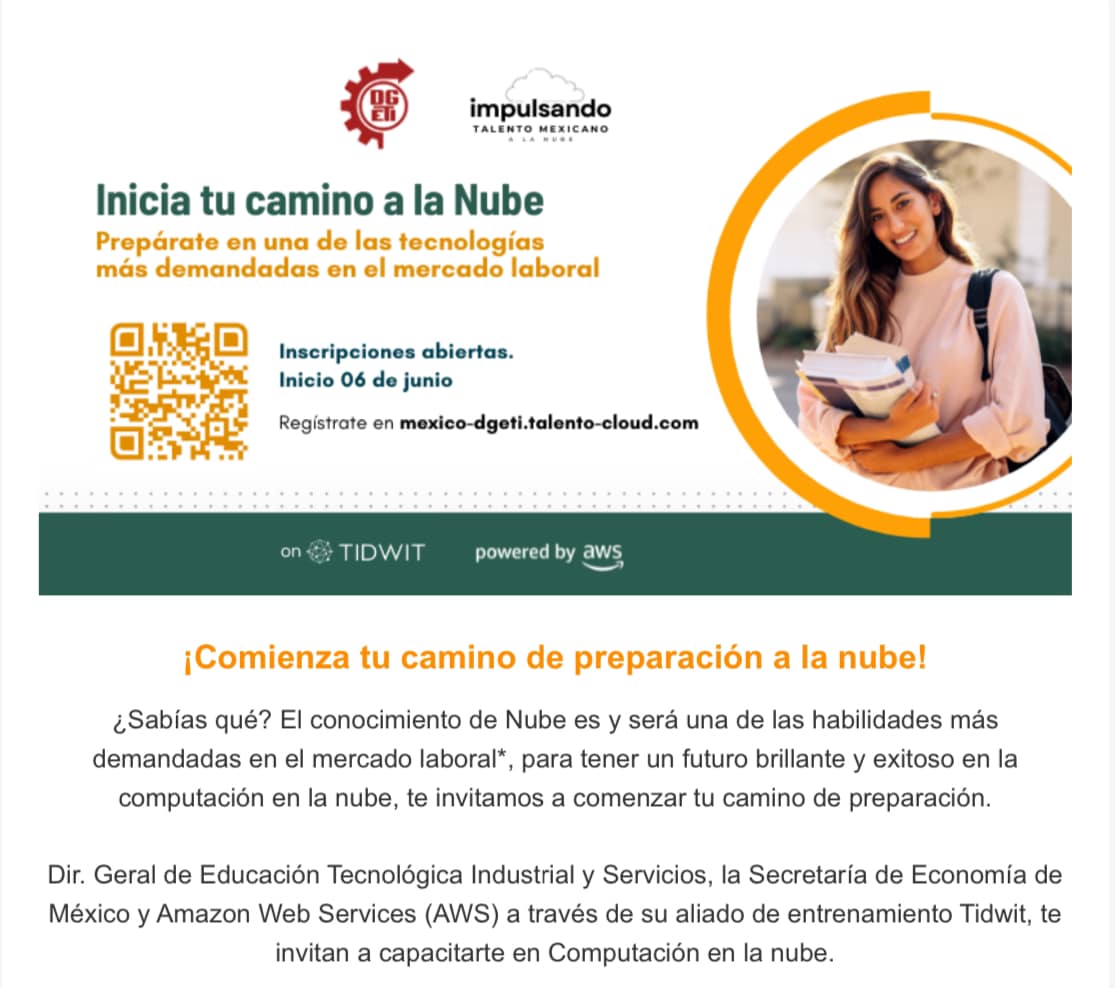 DG
ETI
impulsando
TALENTO MEXICANO
A LA NUBE
Inicia tu camino a la Nube
Prepárate en una de las tecnologías
más demandadas en el mercado laboral
Inscripciones abiertas.
Inicio 06 de junio
Regístrate en mexico-dgeti.talento-cloud.com
on TIDWIT
powered by aws
¡Comienza tu camino de preparación a la nube!
¿Sabías qué? El conocimiento de Nube es y será una de las habilidades más
demandadas en el mercado laboral*, para tener un futuro brillante y exitoso en la
computación en la nube, te invitamos a comenzar tu camino de preparación.
Dir. Geral de Educación Tecnológica Industrial y Servicios, la Secretaría de Economía de
México y Amazon Web Services (AWS) a través de su aliado de entrenamiento Tidwit, te
invitan a capacitarte en Computación en la nube.